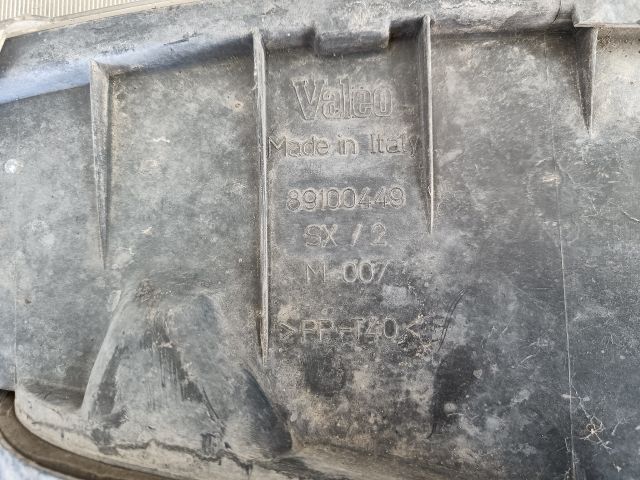 Valeo
Made in Italy
89100449
SX / 2
M-007
>PP-T40<